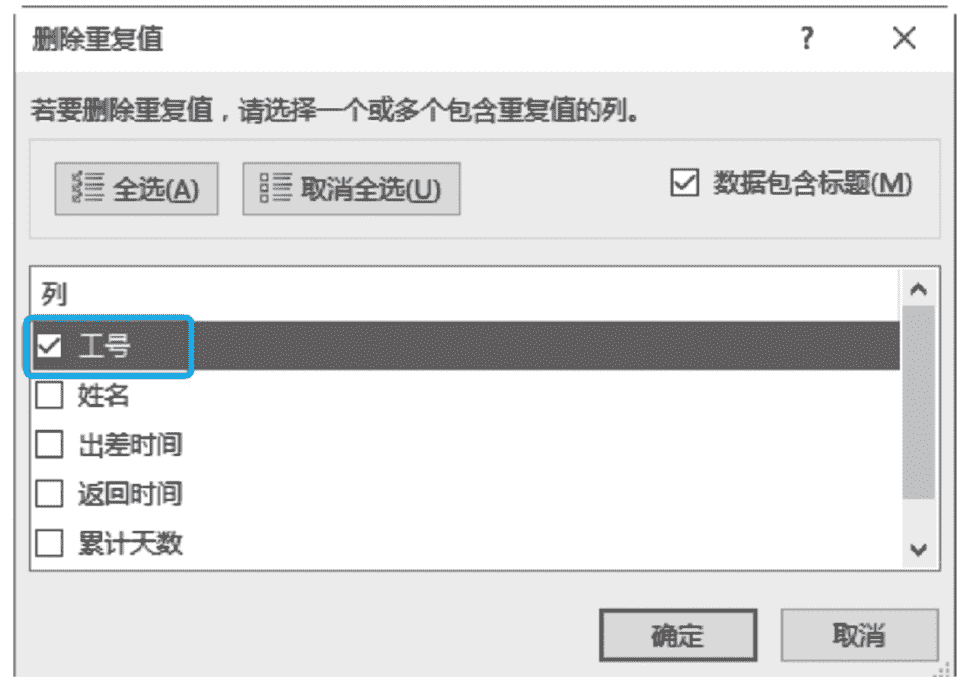 删除重复值 ?
若要删除重复值，请选择一个或多个包含重复值的列。
全选(A) 取消全选(U) 数据包含标题(M)
列
工号
姓名
出差时间
返回时间
累计天数
确定 取消